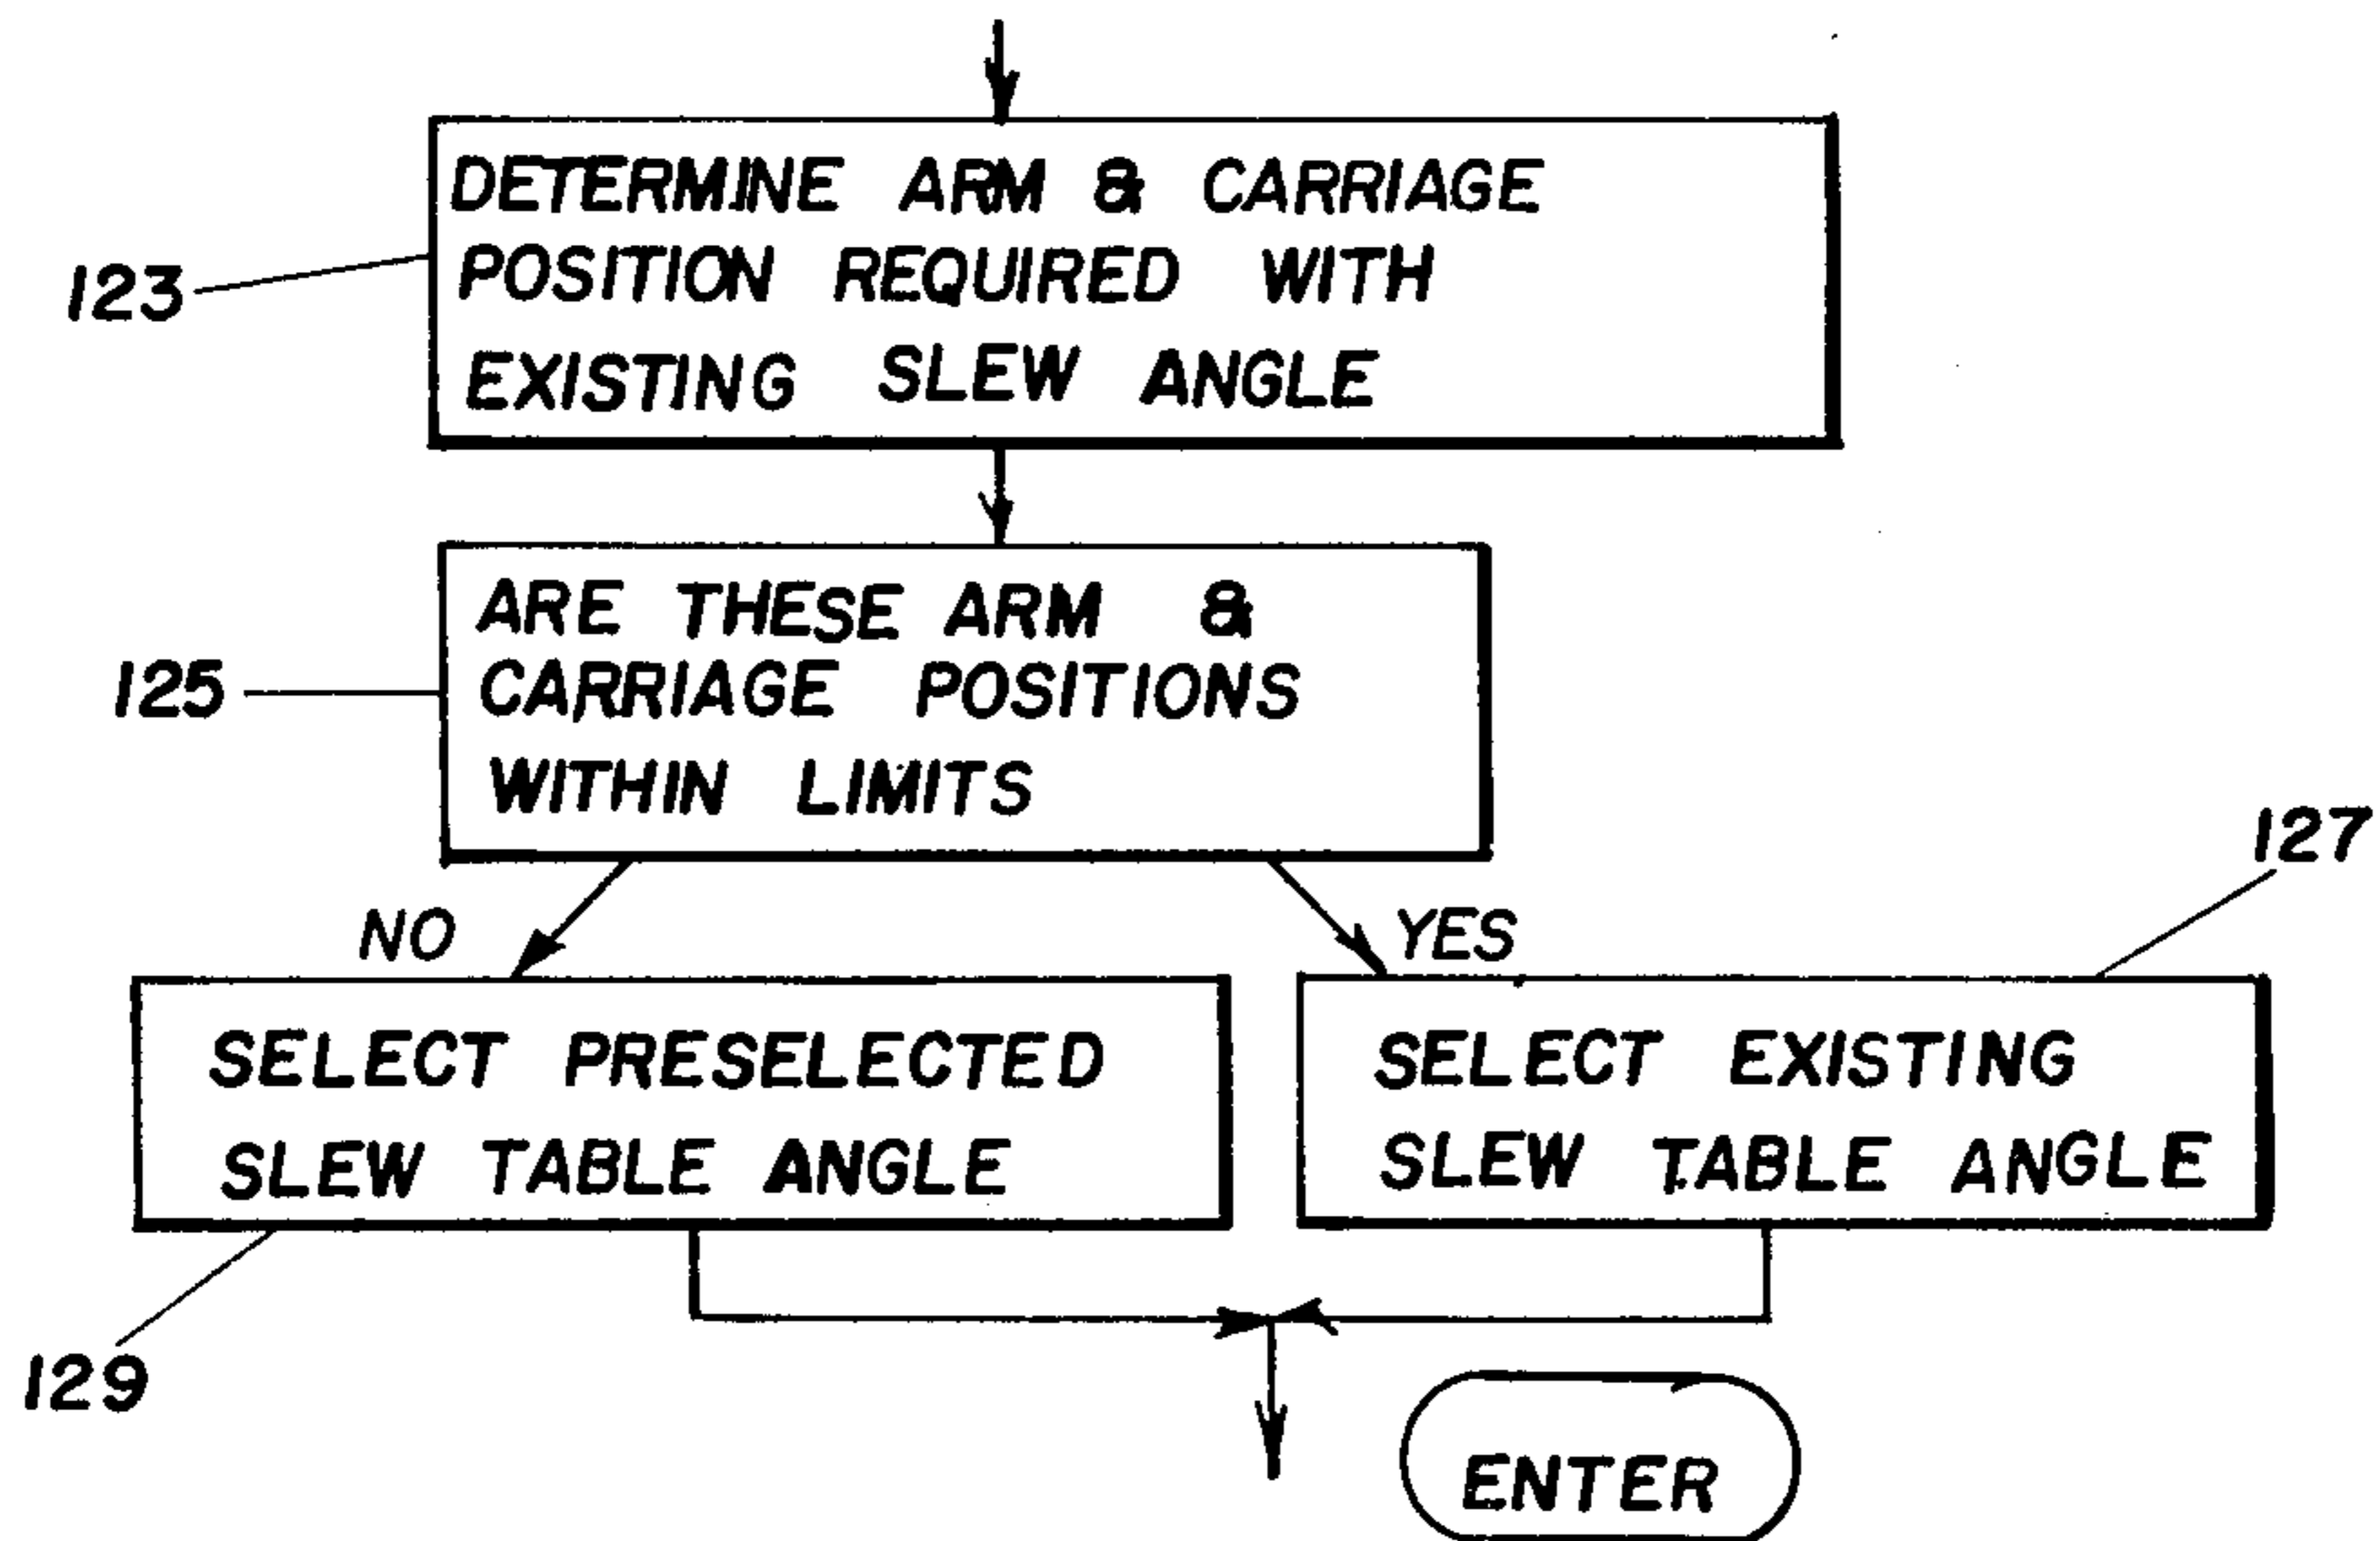 DETERMINE ARM & CARRIAGE
POSITION REQUIRED WITH
EXISTING SLEW ANGLE
123
ARE THESE ARM &
CARRIAGE POSITIONS
WITHIN LIMITS
125
127
NO
YES
SELECT PRESELECTED
SLEW TABLE ANGLE
SELECT EXISTING
SLEW TABLE ANGLE
129
ENTER